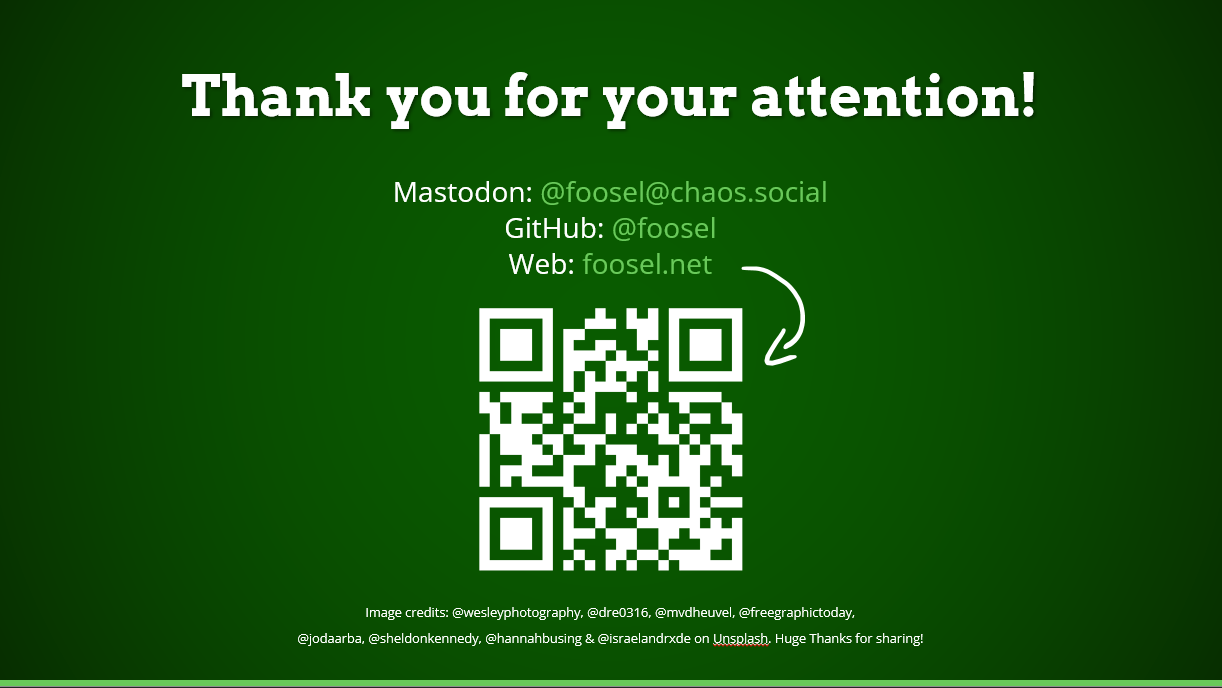 Thank you for your attention!
Mastodon: @foosel@chaos.social
GitHub: @foosel
Web: foosel.net
Image credits: @wesleyphotography, @dre0316, @mvdheuvel, @freegraphictoday,
@jodaarba, @sheldonkennedy, @hannahbusing & @israelandrxde on Unsplash. Huge Thanks for sharing!